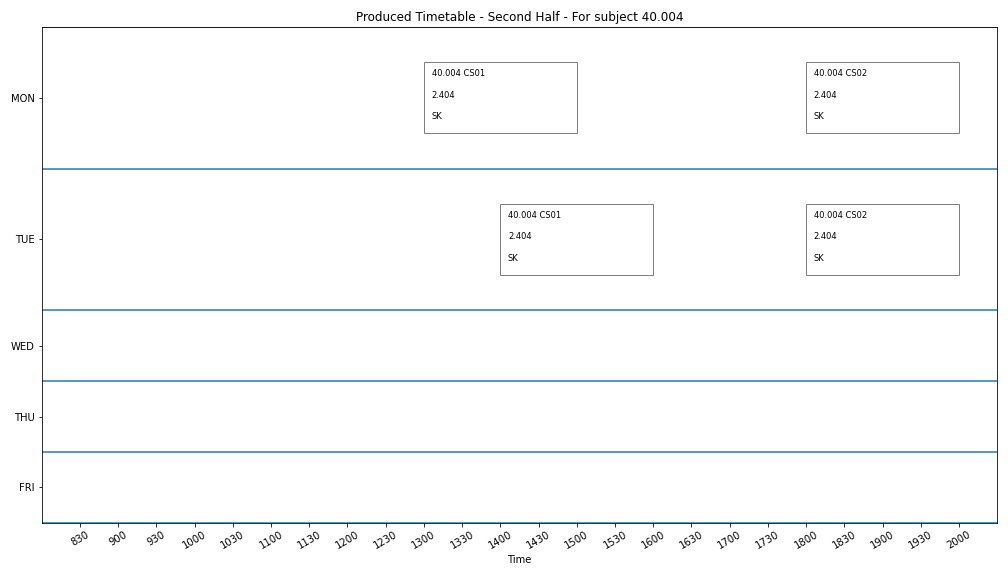 Produced Timetable - Second Half - For subject 40.004
MON
40.004 CS01
2.404
SK
40.004 CS02
2.404
SK
TUE
40.004 CS01
2.404
SK
40.004 CS02
2.404
SK
WED
THU
FRI
830 900 930 1000 1030 1100 1130 1200 1230 1300 1330 1400 1430 1500 1600 1630 1700 1730 1800 1830 1900 1930 2000
Time